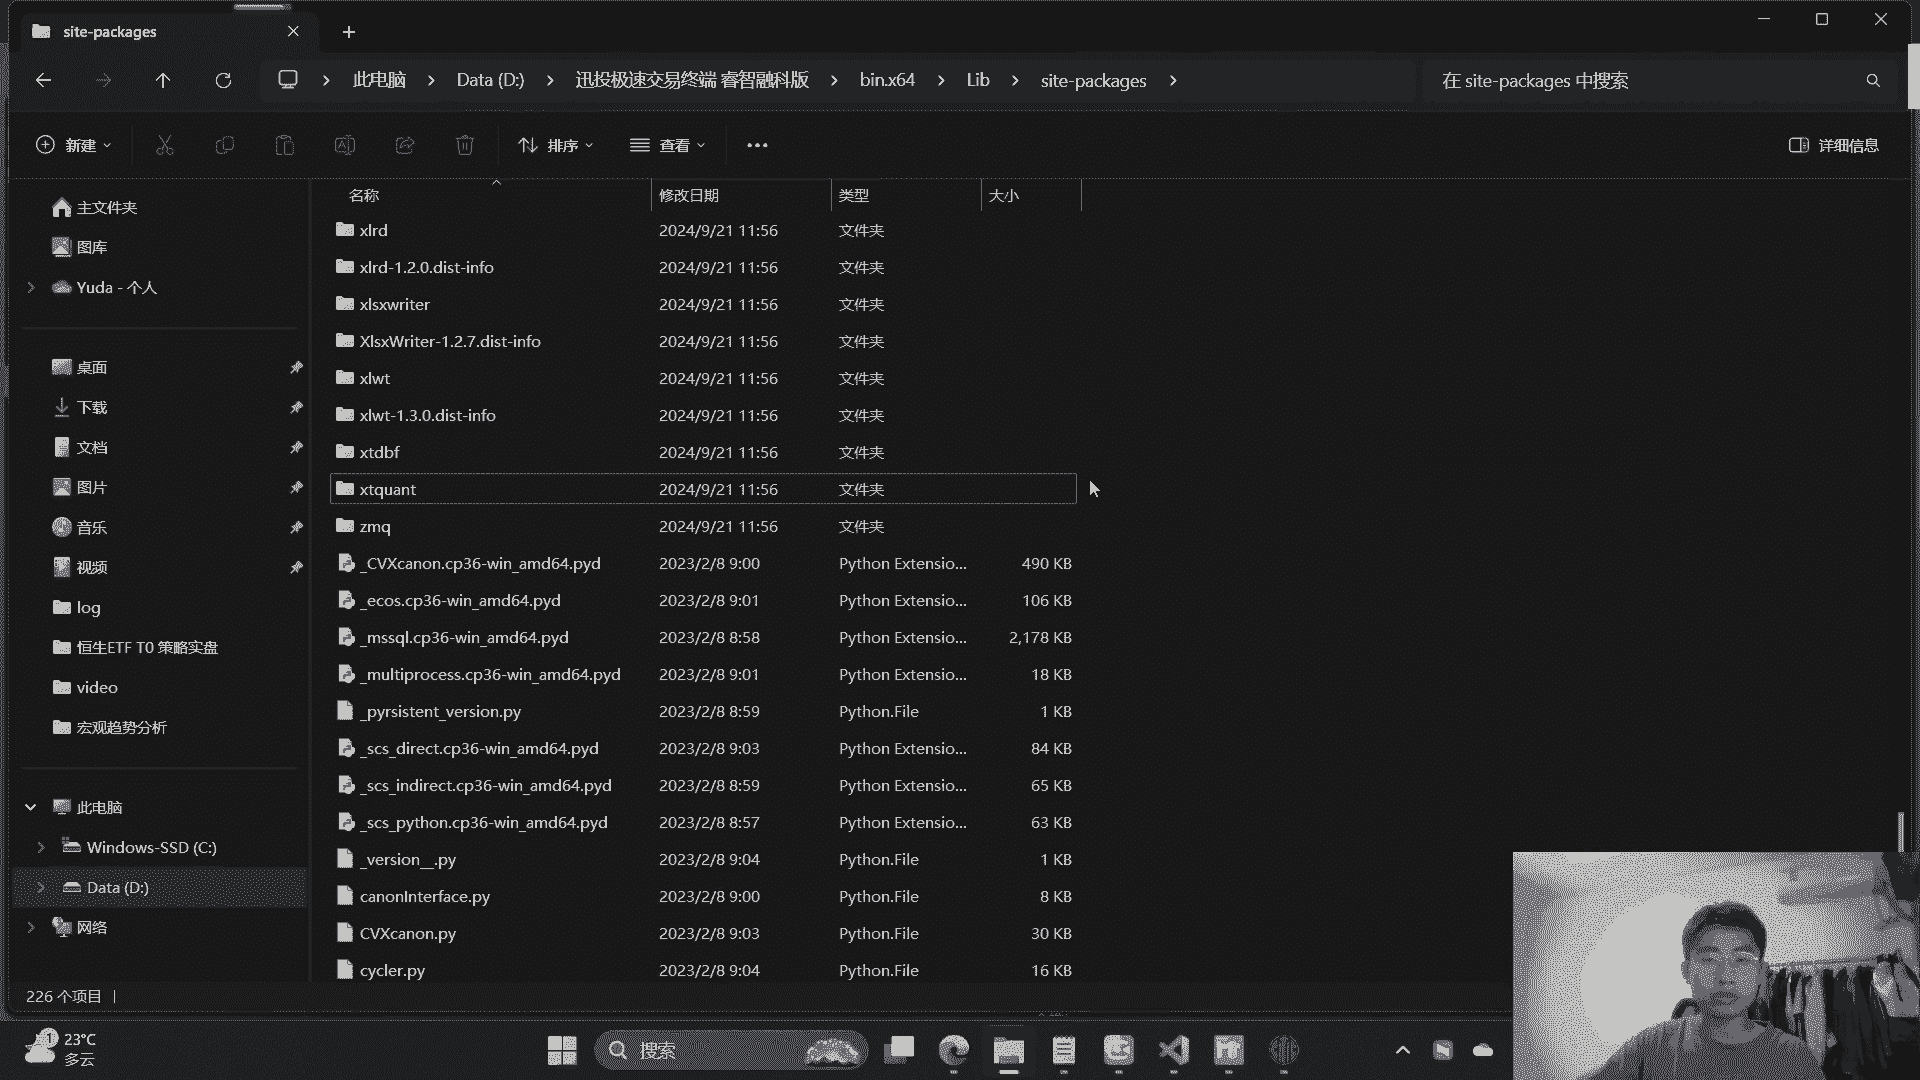 site-packages
此电脑 Data (D:) 迅投极速交易终端 睿智融科版 bin.x64 Lib site-packages
在 site-packages 中搜索
新建 排序 查看 详细信息
主文件夹
图库
Yuda - 个人
桌面
下载
文档
图片
音乐
视频
log
恒生ETF T0 策略实盘
video
宏观趋势分析
此电脑
Windows-SSD (C:)
Data (D:)
网络
名称 修改日期 类型 大小
xlrd 2024/9/21 11:56 文件夹
xlrd-1.2.0.dist-info 2024/9/21 11:56 文件夹
xlsxwriter 2024/9/21 11:56 文件夹
XlsxWriter-1.2.7.dist-info 2024/9/21 11:56 文件夹
xlwt 2024/9/21 11:56 文件夹
xlwt-1.3.0.dist-info 2024/9/21 11:56 文件夹
xtdbf 2024/9/21 11:56 文件夹
xtquant 2024/9/21 11:56 文件夹
zmq 2024/9/21 11:56 文件夹
_CVXcanon.cp36-win_amd64.pyd 2023/2/8 9:00 Python Extensio... 490 KB
_ecos.cp36-win_amd64.pyd 2023/2/8 9:01 Python Extensio... 106 KB
_mssql.cp36-win_amd64.pyd 2023/2/8 8:58 Python Extensio... 2,178 KB
_multiprocess.cp36-win_amd64.pyd 2023/2/8 9:01 Python Extensio... 18 KB
_pyrsistent_version.py 2023/2/8 8:59 Python.File 1 KB
_scs_direct.cp36-win_amd64.pyd 2023/2/8 9:03 Python Extensio... 84 KB
_scs_indirect.cp36-win_amd64.pyd 2023/2/8 8:59 Python Extensio... 65 KB
_scs_python.cp36-win_amd64.pyd 2023/2/8 8:57 Python Extensio... 63 KB
_version__.py 2023/2/8 9:04 Python.File 1 KB
canonInterface.py 2023/2/8 9:00 Python.File 8 KB
CVXcanon.py 2023/2/8 9:03 Python.File 30 KB
cycler.py 2023/2/8 9:04 Python.File 16 KB
226 个项目
23°C
多云
搜索